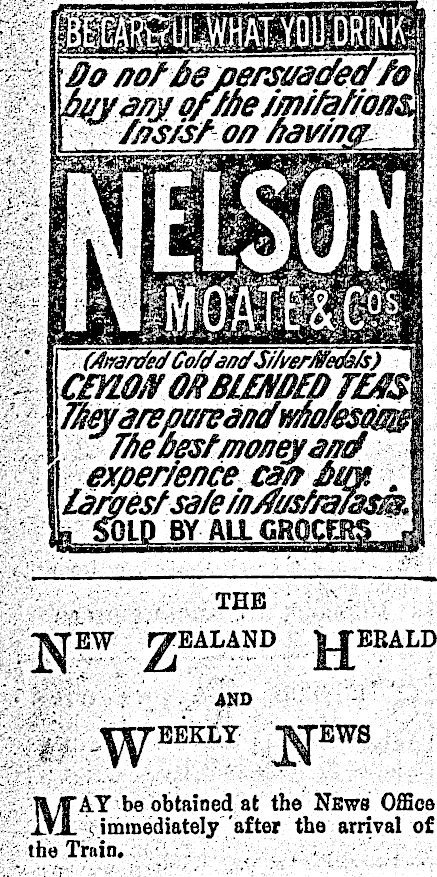 BE CAREFUL WHAT YOU DRINK
Do not be persuaded to
buy any of the imitations.
Insist on having
NELSON
MOATE & COS
(Awarded Gold and Silver Medals)
CEYLON OR BLENDED TEAS
They are pure and wholesome
The best money and
experience can buy.
Largest sale in Australasia.
SOLD BY ALL GROCERS
THE
NEW ZEALAND HERALD
AND
WEEKLY NEWS
MAY be obtained at the NEWS Office
immediately after the arrival of
the Train.